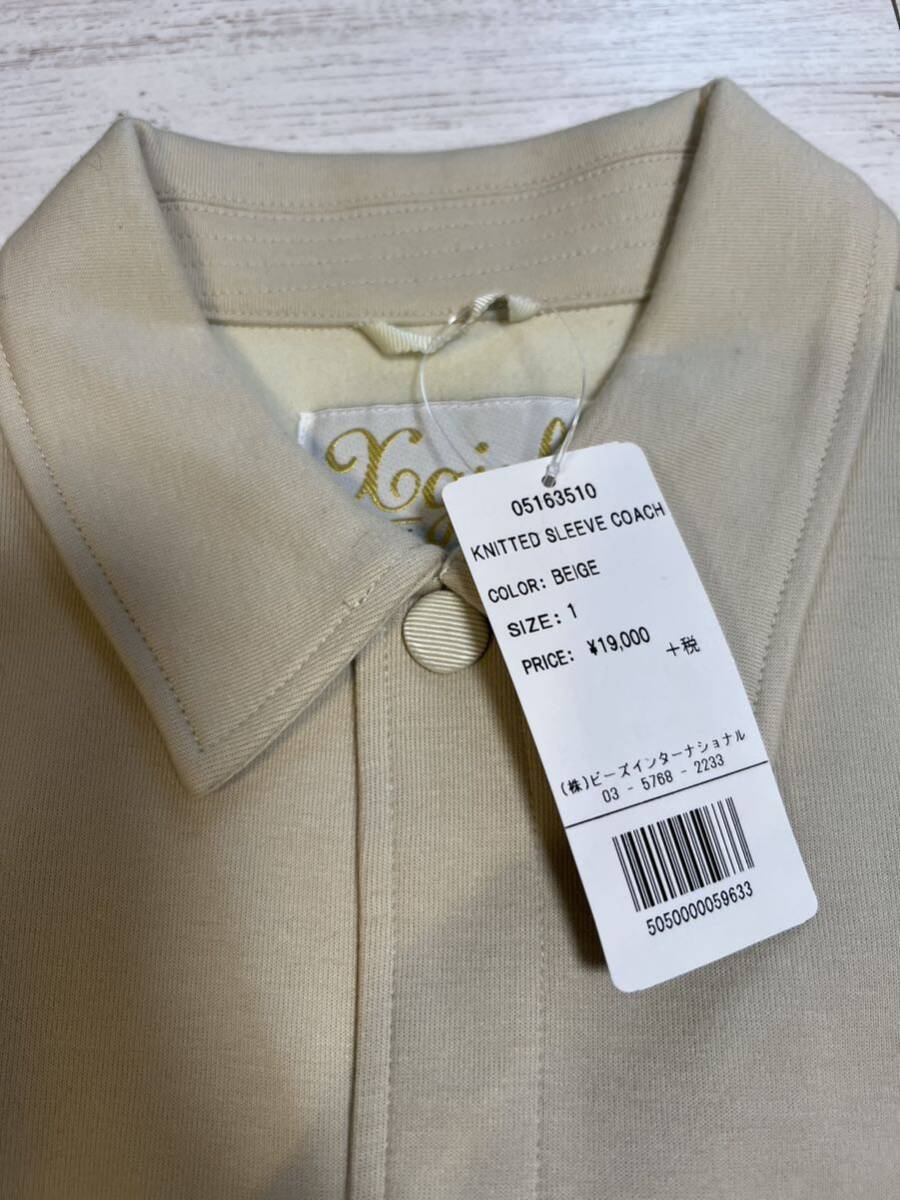 Xgirl
05163510
KNITTED SLEEVE COACH
COLOR: BEIGE
SIZE: 1
PRICE: ¥19,000 +税
(株)ビーズインターナショナル
03 - 5768 - 2233
5050000059633